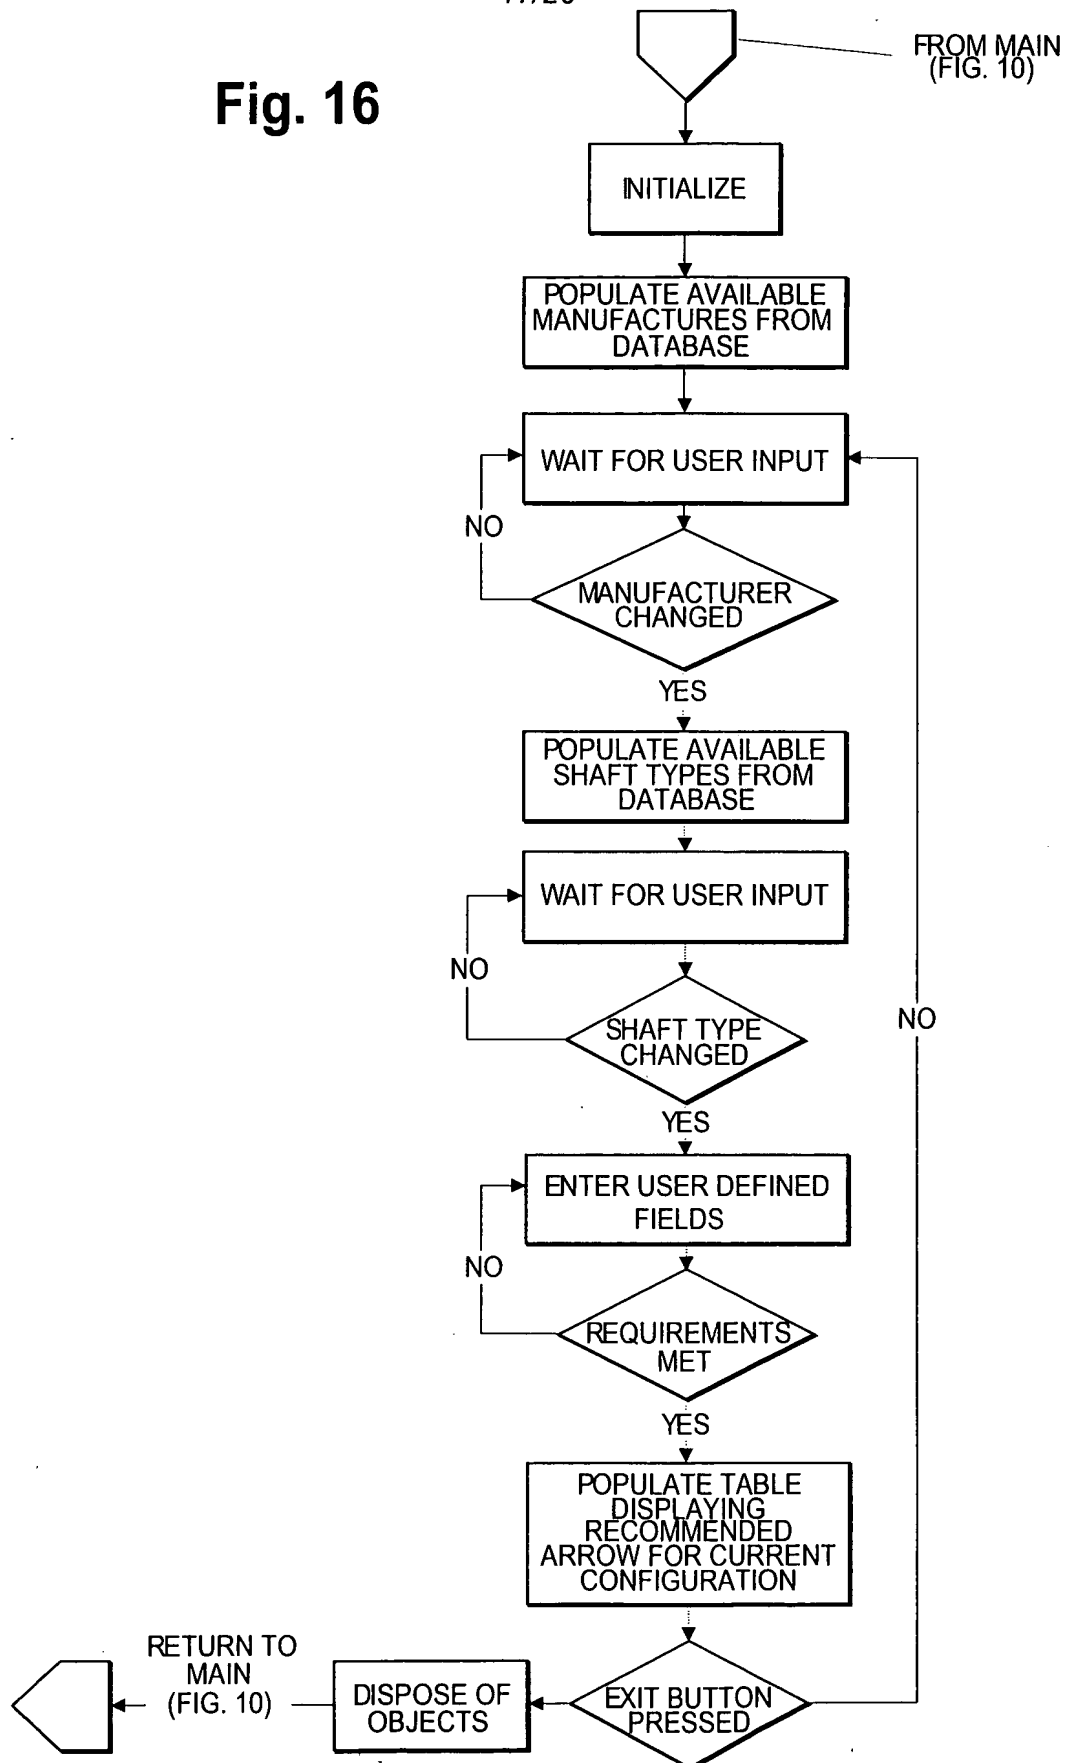 FROM MAIN
(FIG. 10)
Fig. 16
INITIALIZE
POPULATE AVAILABLE
MANUFACTURES FROM
DATABASE
WAIT FOR USER INPUT
NO
MANUFACTURER
CHANGED
YES
POPULATE AVAILABLE
SHAFT TYPES FROM
DATABASE
WAIT FOR USER INPUT
NO
SHAFT TYPE
CHANGED
NO
YES
ENTER USER DEFINED
FIELDS
NO
REQUIREMENTS
MET
YES
POPULATE TABLE
DISPLAYING
RECOMMENDED
ARROW FOR CURRENT
CONFIGURATION
RETURN TO
MAIN
(FIG. 10)
DISPOSE OF
OBJECTS
EXIT BUTTON
PRESSED